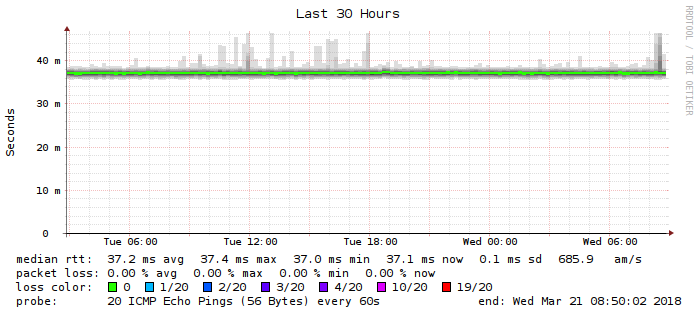 Last 30 Hours
RRDTOOL / TOBI OETIKER
Seconds
40 m
30 m
20 m
10 m
0
Tue 06:00 Tue 12:00 Tue 18:00 Wed 00:00 Wed 06:00
median rtt: 37.2 ms avg 37.4 ms max 37.0 ms min 37.1 ms now 0.1 ms sd 685.9 am/s
packet loss: 0.00 % avg 0.00 % max 0.00 % min 0.00 % now
loss color: 0 1/20 2/20 3/20 4/20 10/20 19/20
probe: 20 ICMP Echo Pings (56 Bytes) every 60s end: Wed Mar 21 08:50:02 2018